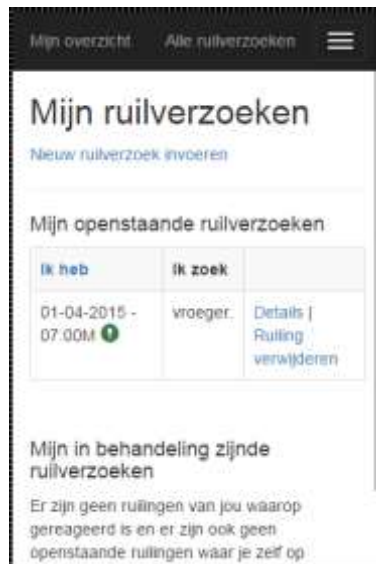 Mijn overzicht Alle ruilverzoeken
Mijn ruilverzoeken
Nieuw ruilverzoek invoeren
Mijn openstaande ruilverzoeken
Ik heb Ik zoek
01-04-2015 - vroeger. Details |
07.00M Ruiling
verwijderen
Mijn in behandeling zijnde
ruilverzoeken
Er zijn geen ruilingen van jou waarop
gereageerd is en er zijn ook geen
openstaande ruilingen waar je zelf op